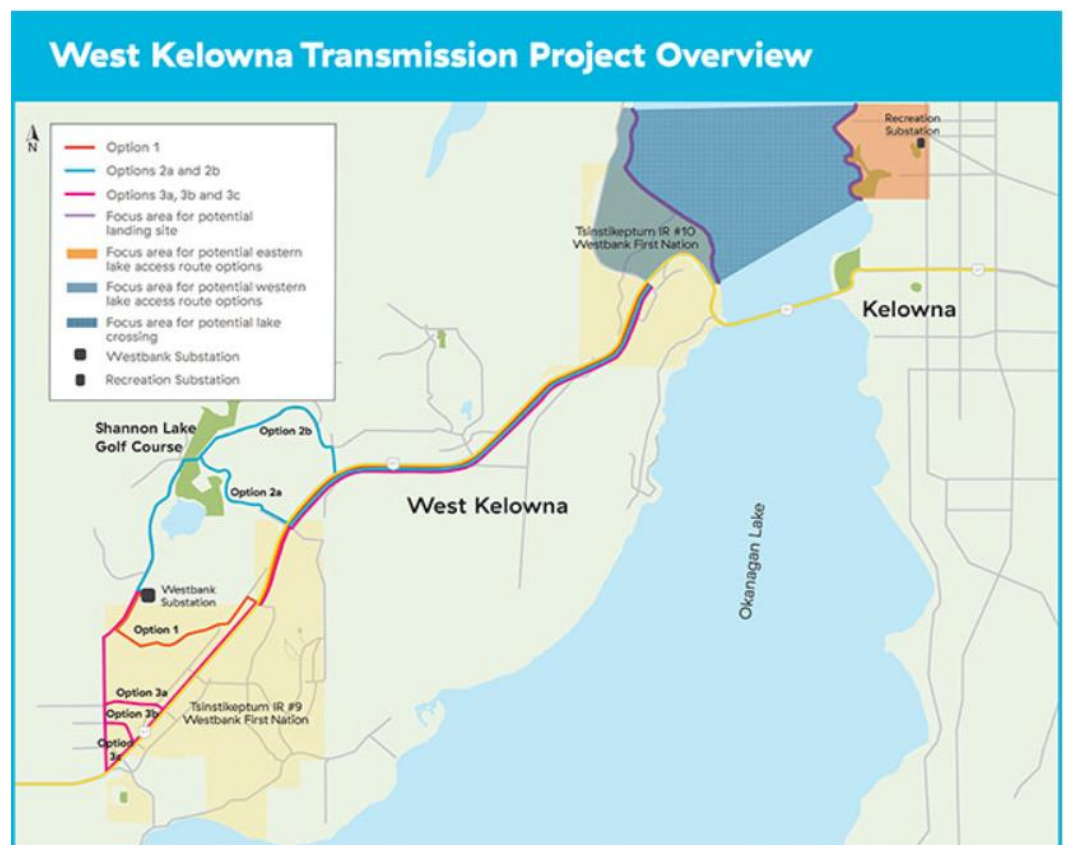 West Kelowna Transmission Project Overview
N
Option 1
Options 2a and 2b
Options 3a, 3b and 3c
Focus area for potential
landing site
Focus area for potential eastern
lake access route options
Focus area for potential western
lake access route options
Focus area for potential lake
crossing
Westbank Substation
Recreation Substation
Recreation
Substation
Tsinstikeptum IR #10
Westbank First Nation
Kelowna
Shannon Lake
Golf Course
Option 2b
Option 2a
West Kelowna
Okanagan Lake
Westbank
Substation
Option 1
Option 3a
Option 3b
Tsinstikeptum IR #9
Westbank First Nation
Option
3c